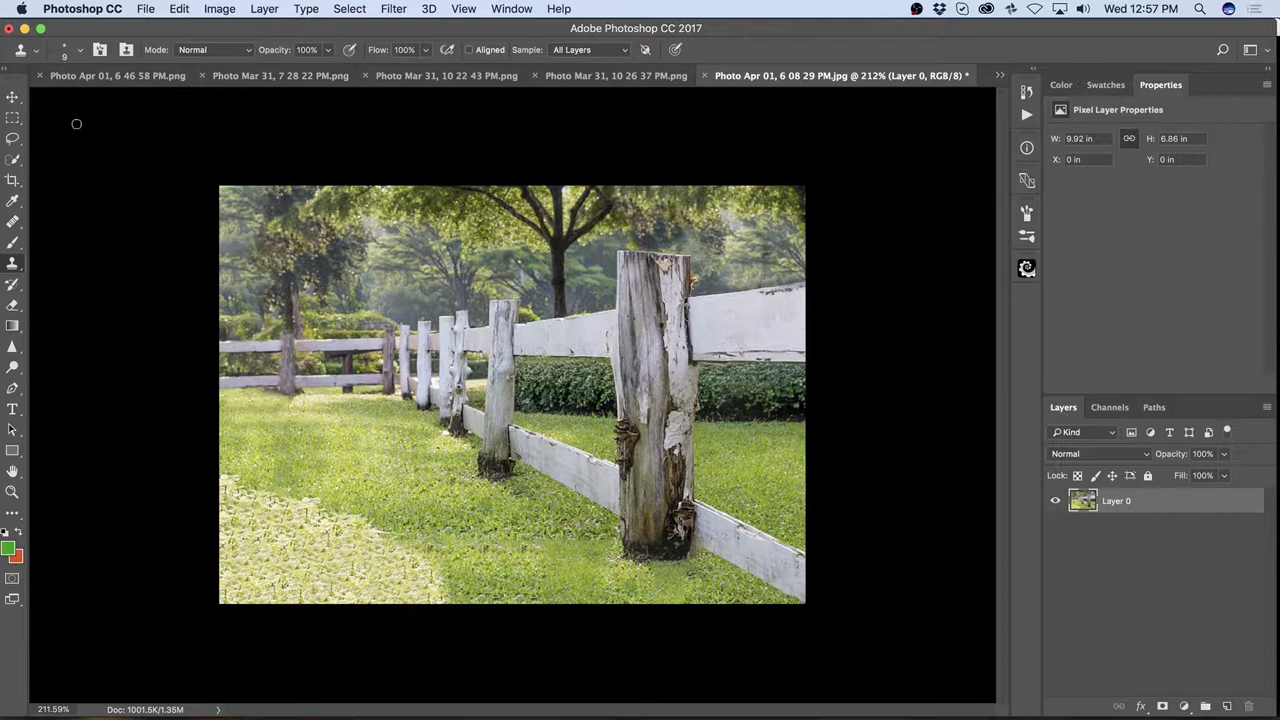 Photoshop CC File Edit Image Layer Type Select Filter 3D View Window Help Wed 12:57 PM
Adobe Photoshop CC 2017
9 Mode: Normal Opacity: 100% Flow: 100% Aligned Sample: All Layers
Photo Apr 01, 6 46 58 PM.png Photo Mar 31, 7 28 22 PM.png Photo Mar 31, 10 22 43 PM.png Photo Mar 31, 10 26 37 PM.png Photo Apr 01, 6 08 29 PM.jpg @ 212% (Layer 0, RGB/8) *
Color Swatches Properties
Pixel Layer Properties
W: 9.92 in H: 6.86 in
X: 0 in Y: 0 in
Layers Channels Paths
Kind
Normal Opacity: 100%
Lock: Fill: 100%
Layer 0
211.59% Doc: 1001.5K/1.35M